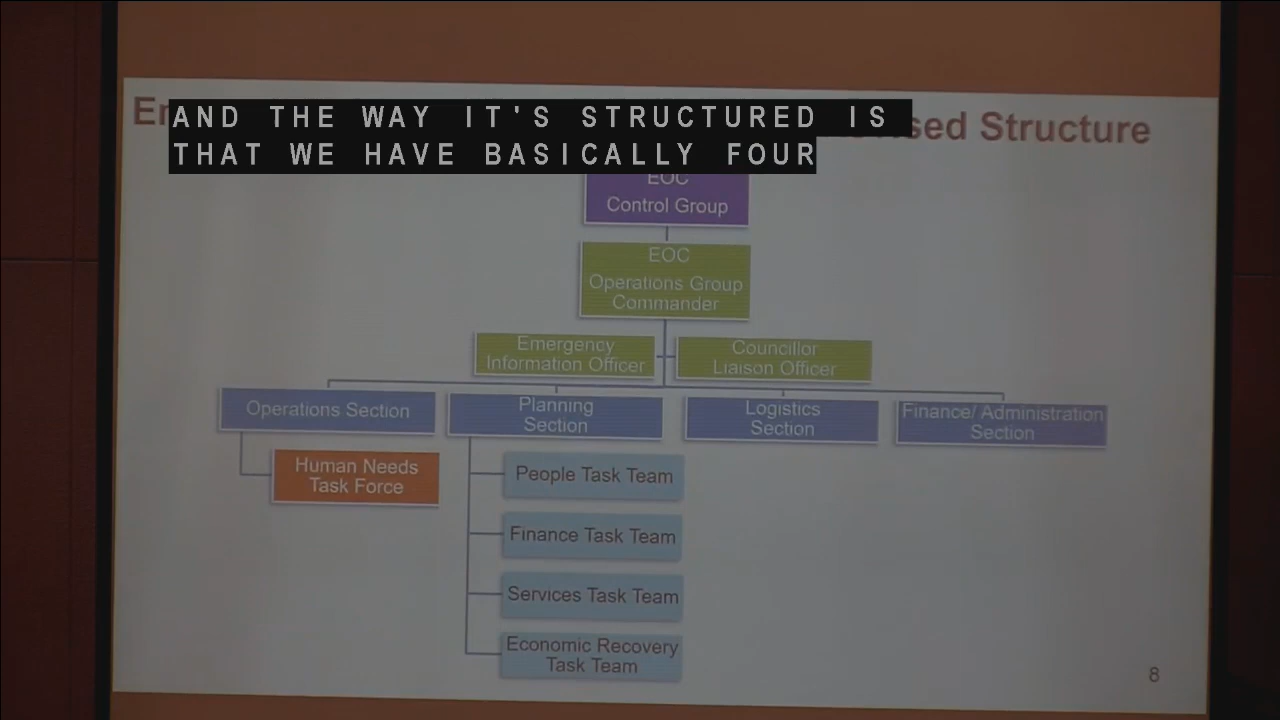 AND THE WAY IT'S STRUCTURED IS
THAT WE HAVE BASICALLY FOUR
Structure
EOC
Control Group
EOC
Operations Group
Commander
Emergency
Information Officer
Councillor
Liaison Officer
Operations Section
Planning
Section
Logistics
Section
Finance/ Administration
Section
Human Needs
Task Force
People Task Team
Finance Task Team
Services Task Team
Economic Recovery
Task Team
8